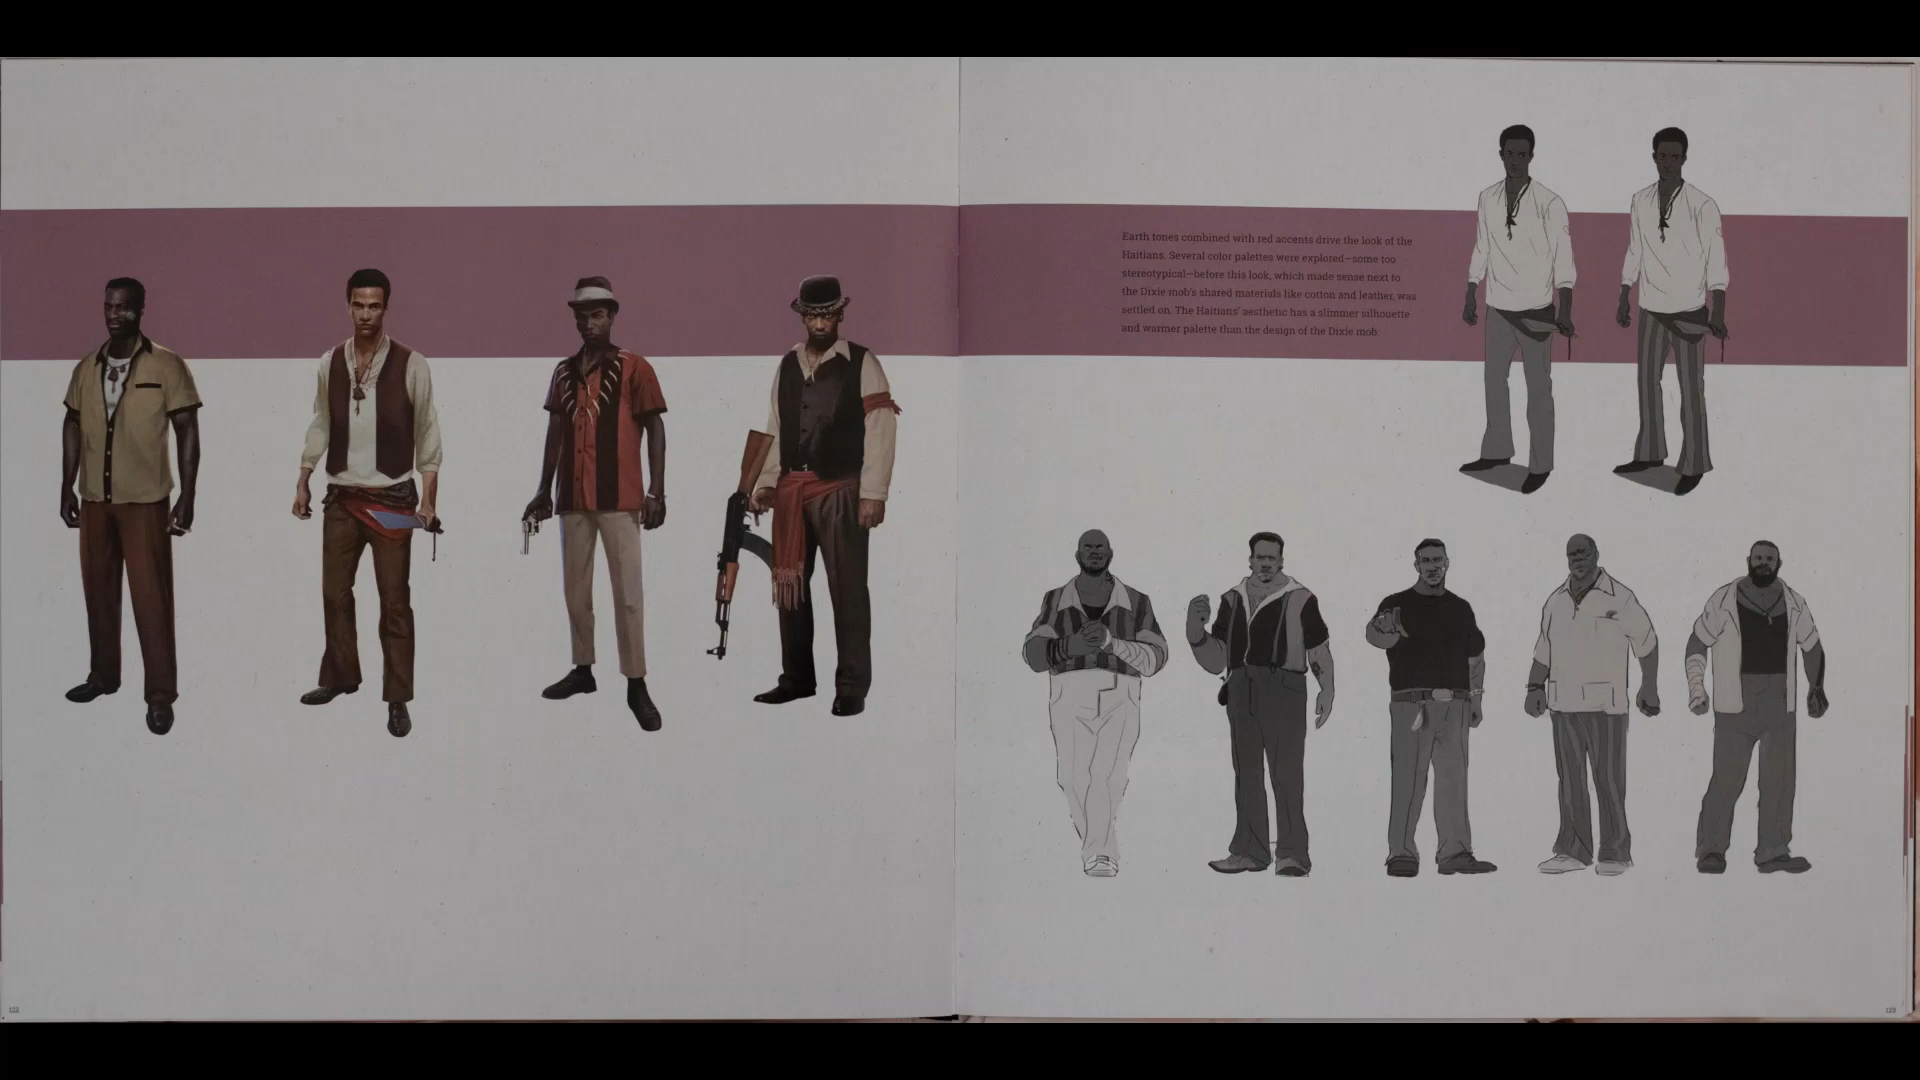 Earth tones combined with red accents drive the look of the
Haitians. Several color palettes were explored—some too
stereotypical—before this look, which made sense next to
the Dixie mob's shared materials like cotton and leather, was
settled on. The Haitians' aesthetic has a slimmer silhouette
and warmer palette than the design of the Dixie mob.
122
123